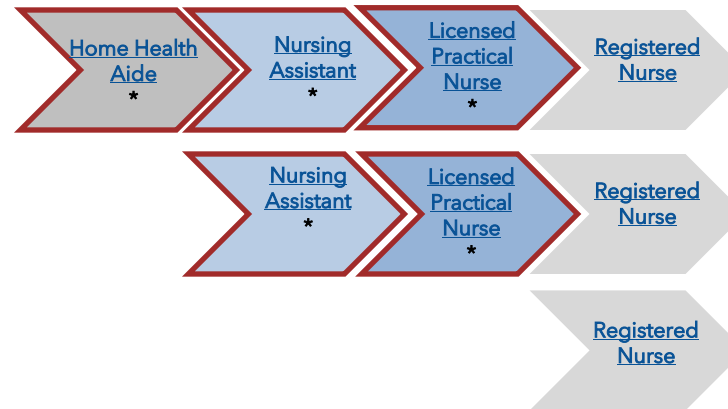 Home Health
Aide
*
Nursing
Assistant
*
Licensed
Practical
Nurse
*
Registered
Nurse
Nursing
Assistant
*
Licensed
Practical
Nurse
*
Registered
Nurse
Registered
Nurse